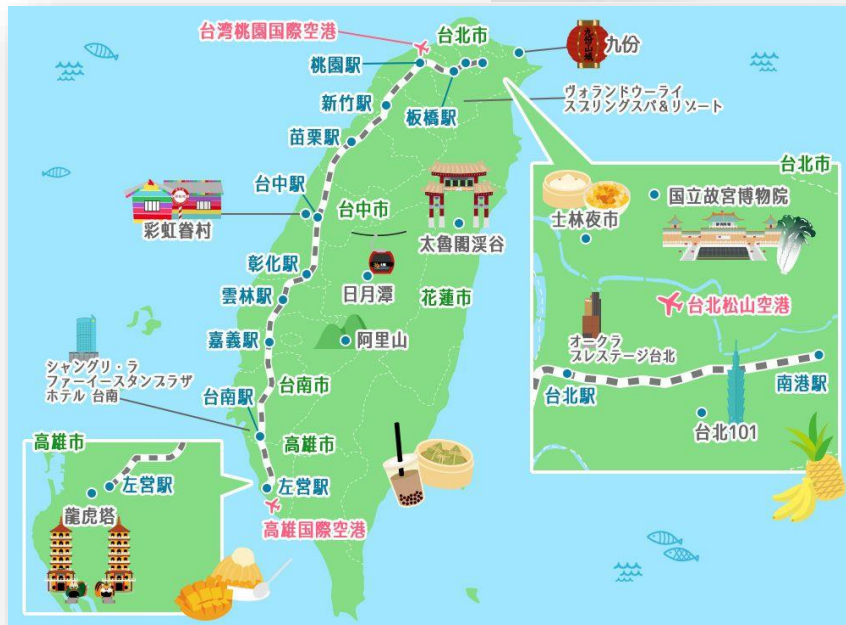 台湾桃園国際空港
台北市
九份山城
九份
桃園駅
板橋駅
ヴォランドウーライ
スプリングスパ&リゾート
新竹駅
苗栗駅
台中駅
台中市
彩虹眷村
太魯閣渓谷
彰化駅
日月潭
雲林駅
花蓮市
嘉義駅
阿里山
シャングリ・ラ
ファーイースタンプラザ
ホテル 台南
台南市
台南駅
高雄市
左営駅
高雄国際空港
高雄市
左営駅
龍虎塔
台北市
国立故宮博物院
士林夜市
台北松山空港
オークラ
プレステージ台北
台北駅
南港駅
台北101